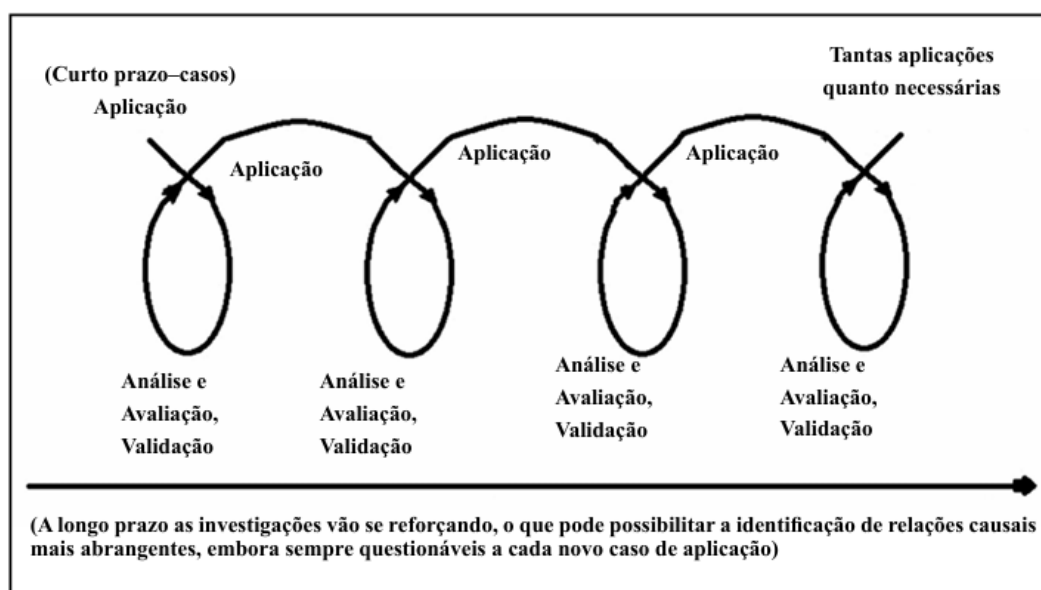 (Curto prazo–casos)
Aplicação
Tantas aplicações
quanto necessárias
Aplicação
Aplicação
Aplicação
Análise e
Avaliação,
Validação
Análise e
Avaliação,
Validação
Análise e
Avaliação,
Validação
Análise e
Avaliação,
Validação
(A longo prazo as investigações vão se reforçando, o que pode possibilitar a identificação de relações causais
mais abrangentes, embora sempre questionáveis a cada novo caso de aplicação)